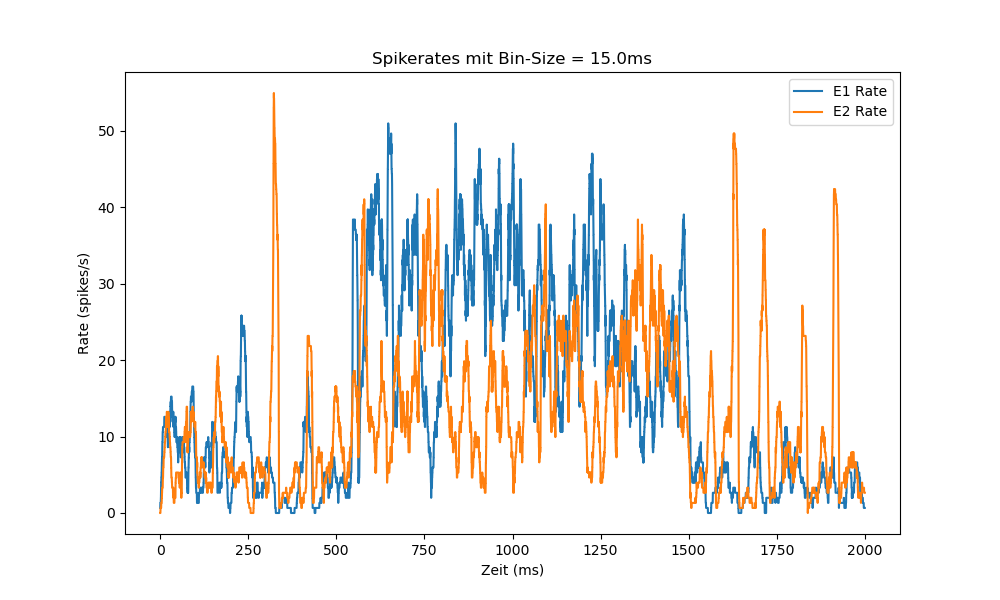 Spikerates mit Bin-Size = 15.0ms
E1 Rate
E2 Rate
50
40
30
20
10
0
Rate (spikes/s)
0 250 500 750 1000 1250 1500 1750 2000
Zeit (ms)